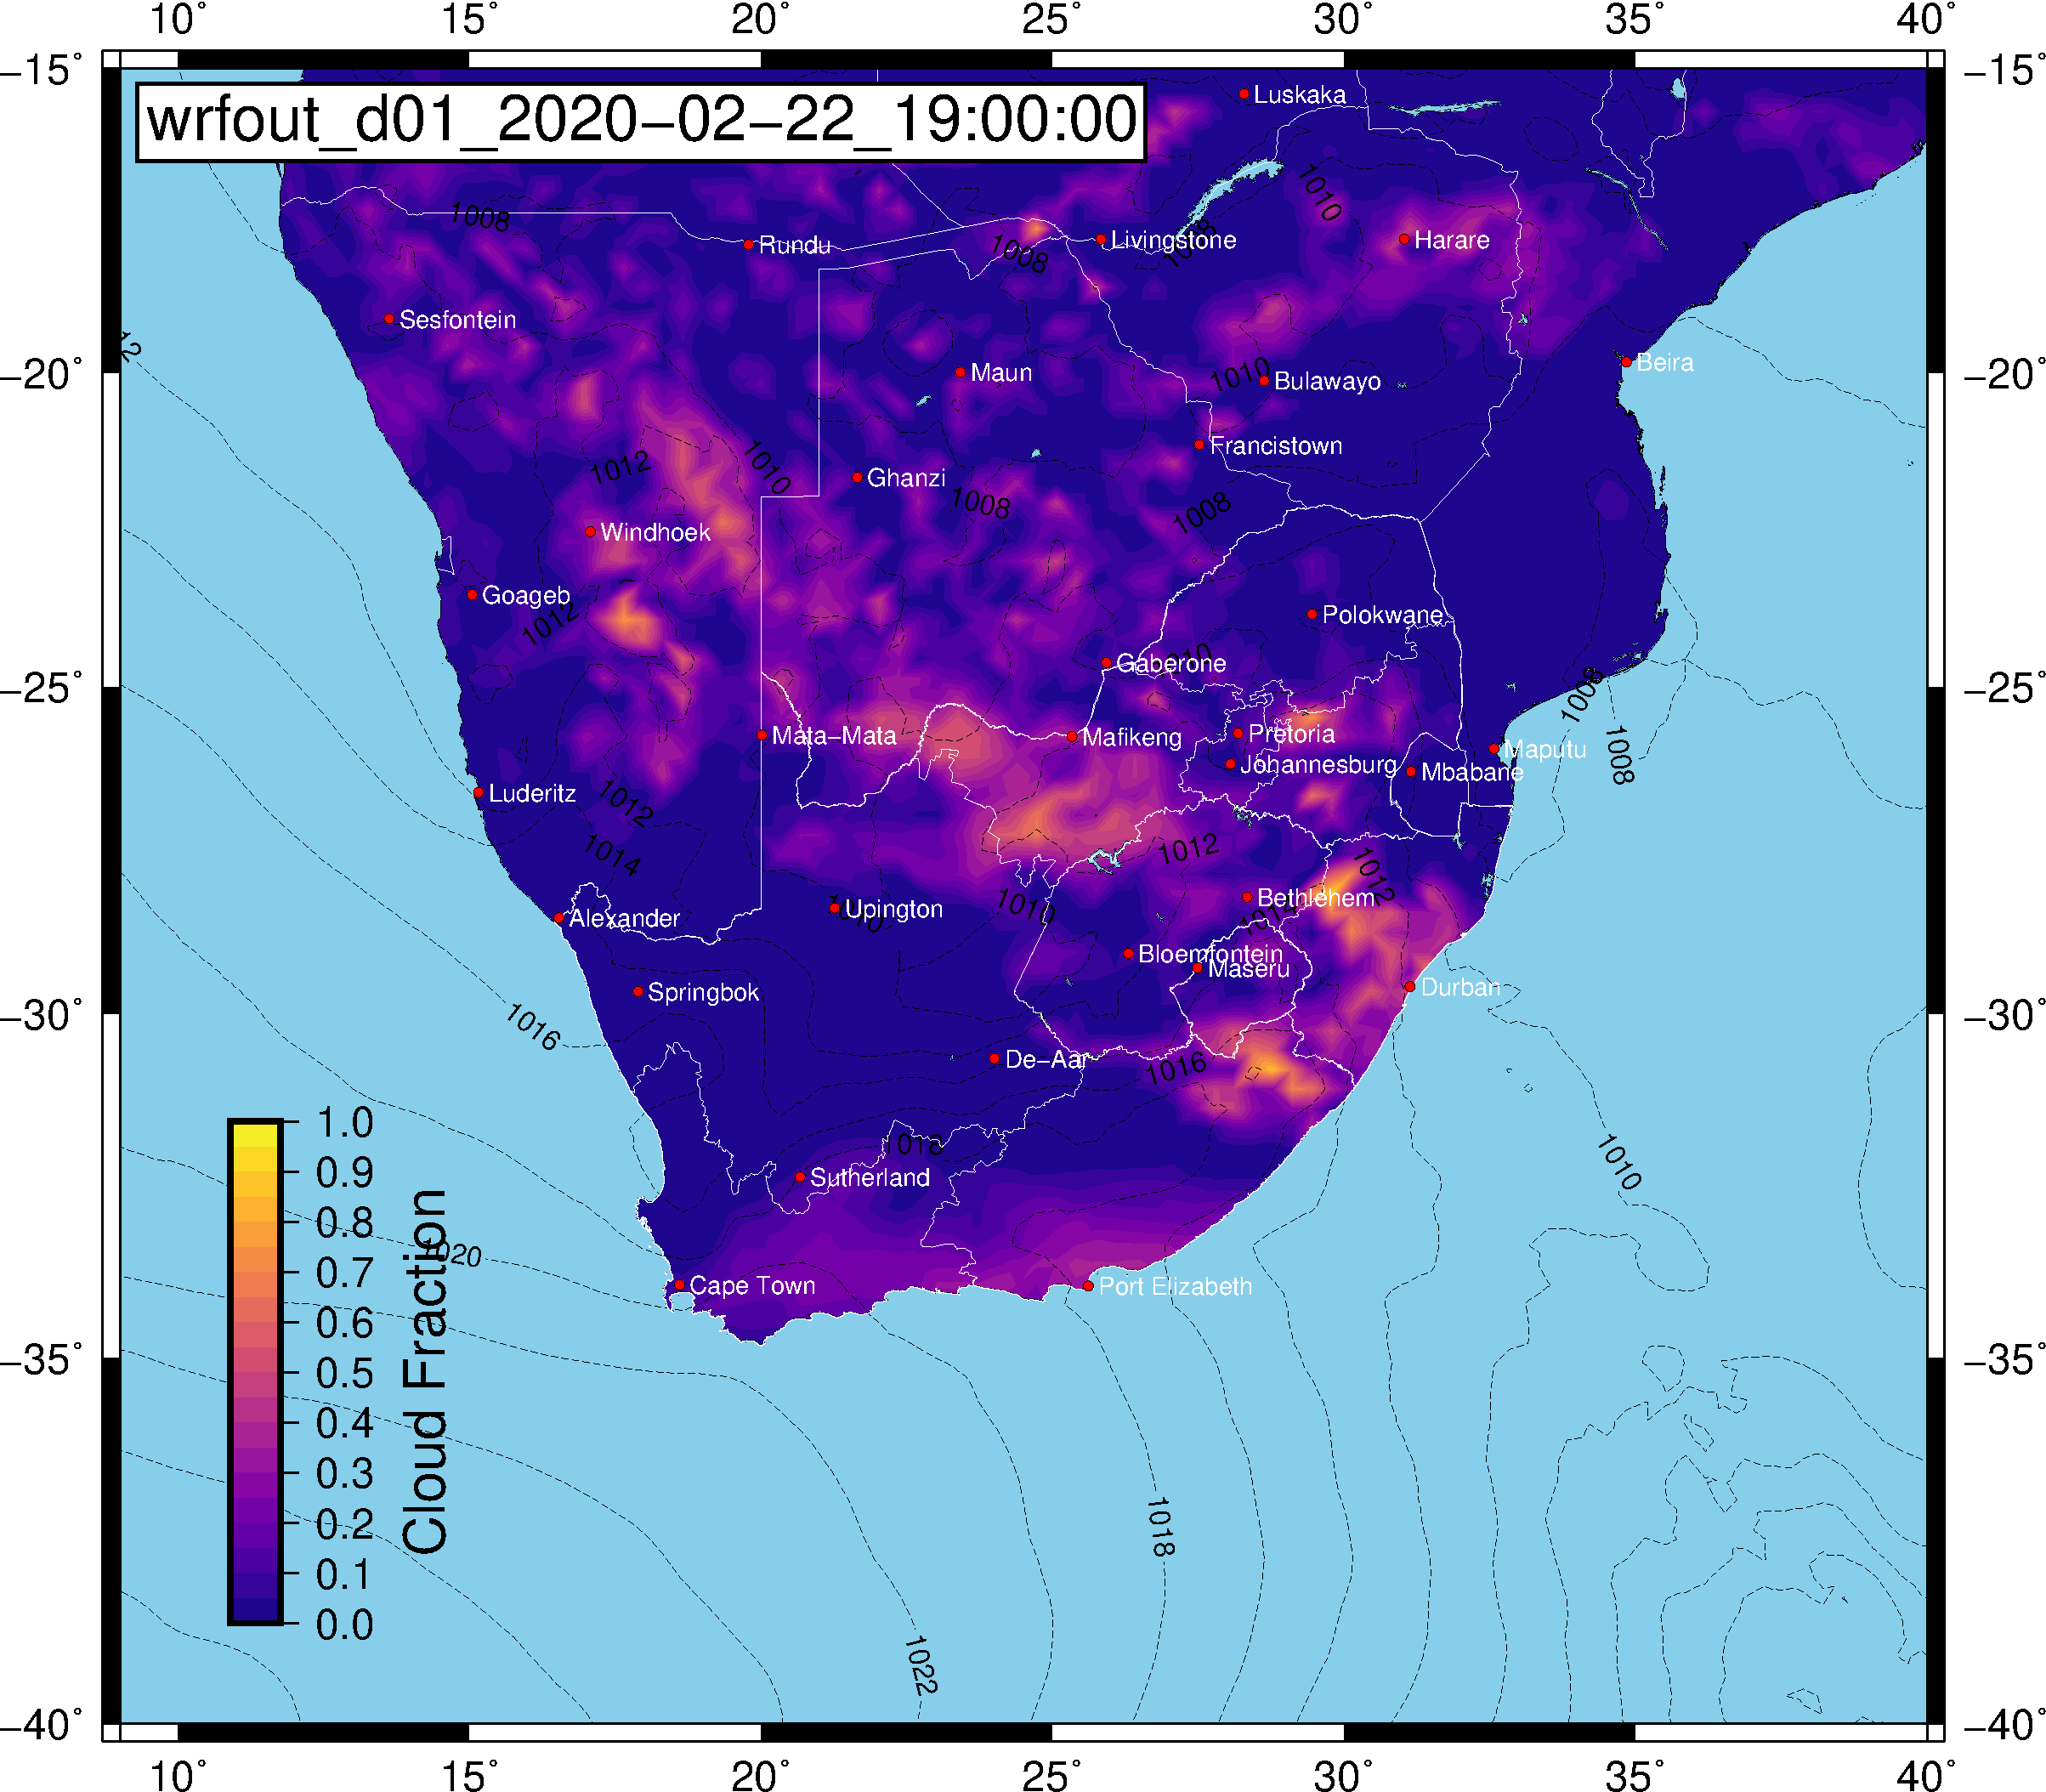 10° 15° 20° 25° 30° 35° 40°
−15° −15°
wrfout_d01_2020−02−22_19:00:00
Luskaka
1010
1008
Rundu
1008
Livingstone
Harare
Sesfontein
−20° −20°
Maun
1010
Bulawayo
Beira
Francistown
1012
1010
Ghanzi
1008
1008
Windhoek
Goageb
1012
Polokwane
Gaberone
−25° −25°
1008
Mata−Mata
Mafikeng
Pretoria
Johannesburg
Mbabane
Maputu
1008
Luderitz
1012
1014
1012
1012
Bethlehem
1010
Upington
1010
1014
Alexander
Bloemfontein
Maseru
Durban
Springbok
−30° −30°
1016
De−Aar
1016
1018
1010
Sutherland
1020
Cape Town
Port Elizabeth
−35° −35°
1018
1022
1.0
0.9
0.8
0.7
0.6
0.5
0.4
0.3
0.2
0.1
0.0
Cloud Fraction
−40° −40°
10° 15° 20° 25° 30° 35° 40°